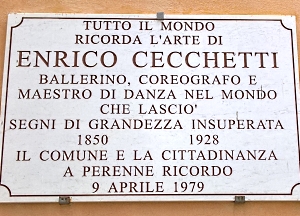 TUTTO IL MONDO
RICORDA L'ARTE DI
ENRICO CECCHETTI
BALLERINO, COREOGRAFO E
MAESTRO DI DANZA NEL MONDO
CHE LASCIO'
SEGNI DI GRANDEZZA INSUPERATA
1850 1928
IL COMUNE E LA CITTADINANZA
A PERENNE RICORDO
9 APRILE 1979